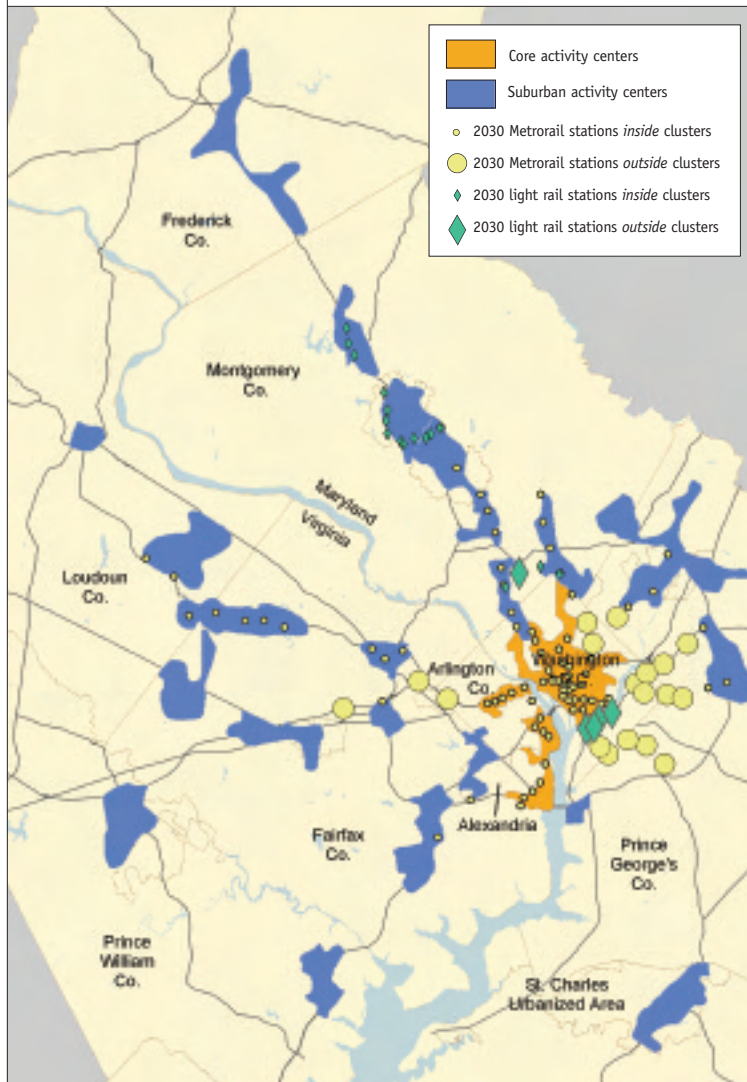 Core activity centers
Suburban activity centers
2030 Metrorail stations inside clusters
2030 Metrorail stations outside clusters
2030 light rail stations inside clusters
2030 light rail stations outside clusters
Frederick
Co.
Montgomery
Co.
Maryland
Virginia
Loudoun
Co.
Arlington
Co.
Washington
Alexandria
Fairfax
Co.
Prince
George's
Co.
Prince
William
Co.
St. Charles
Urbanized Area